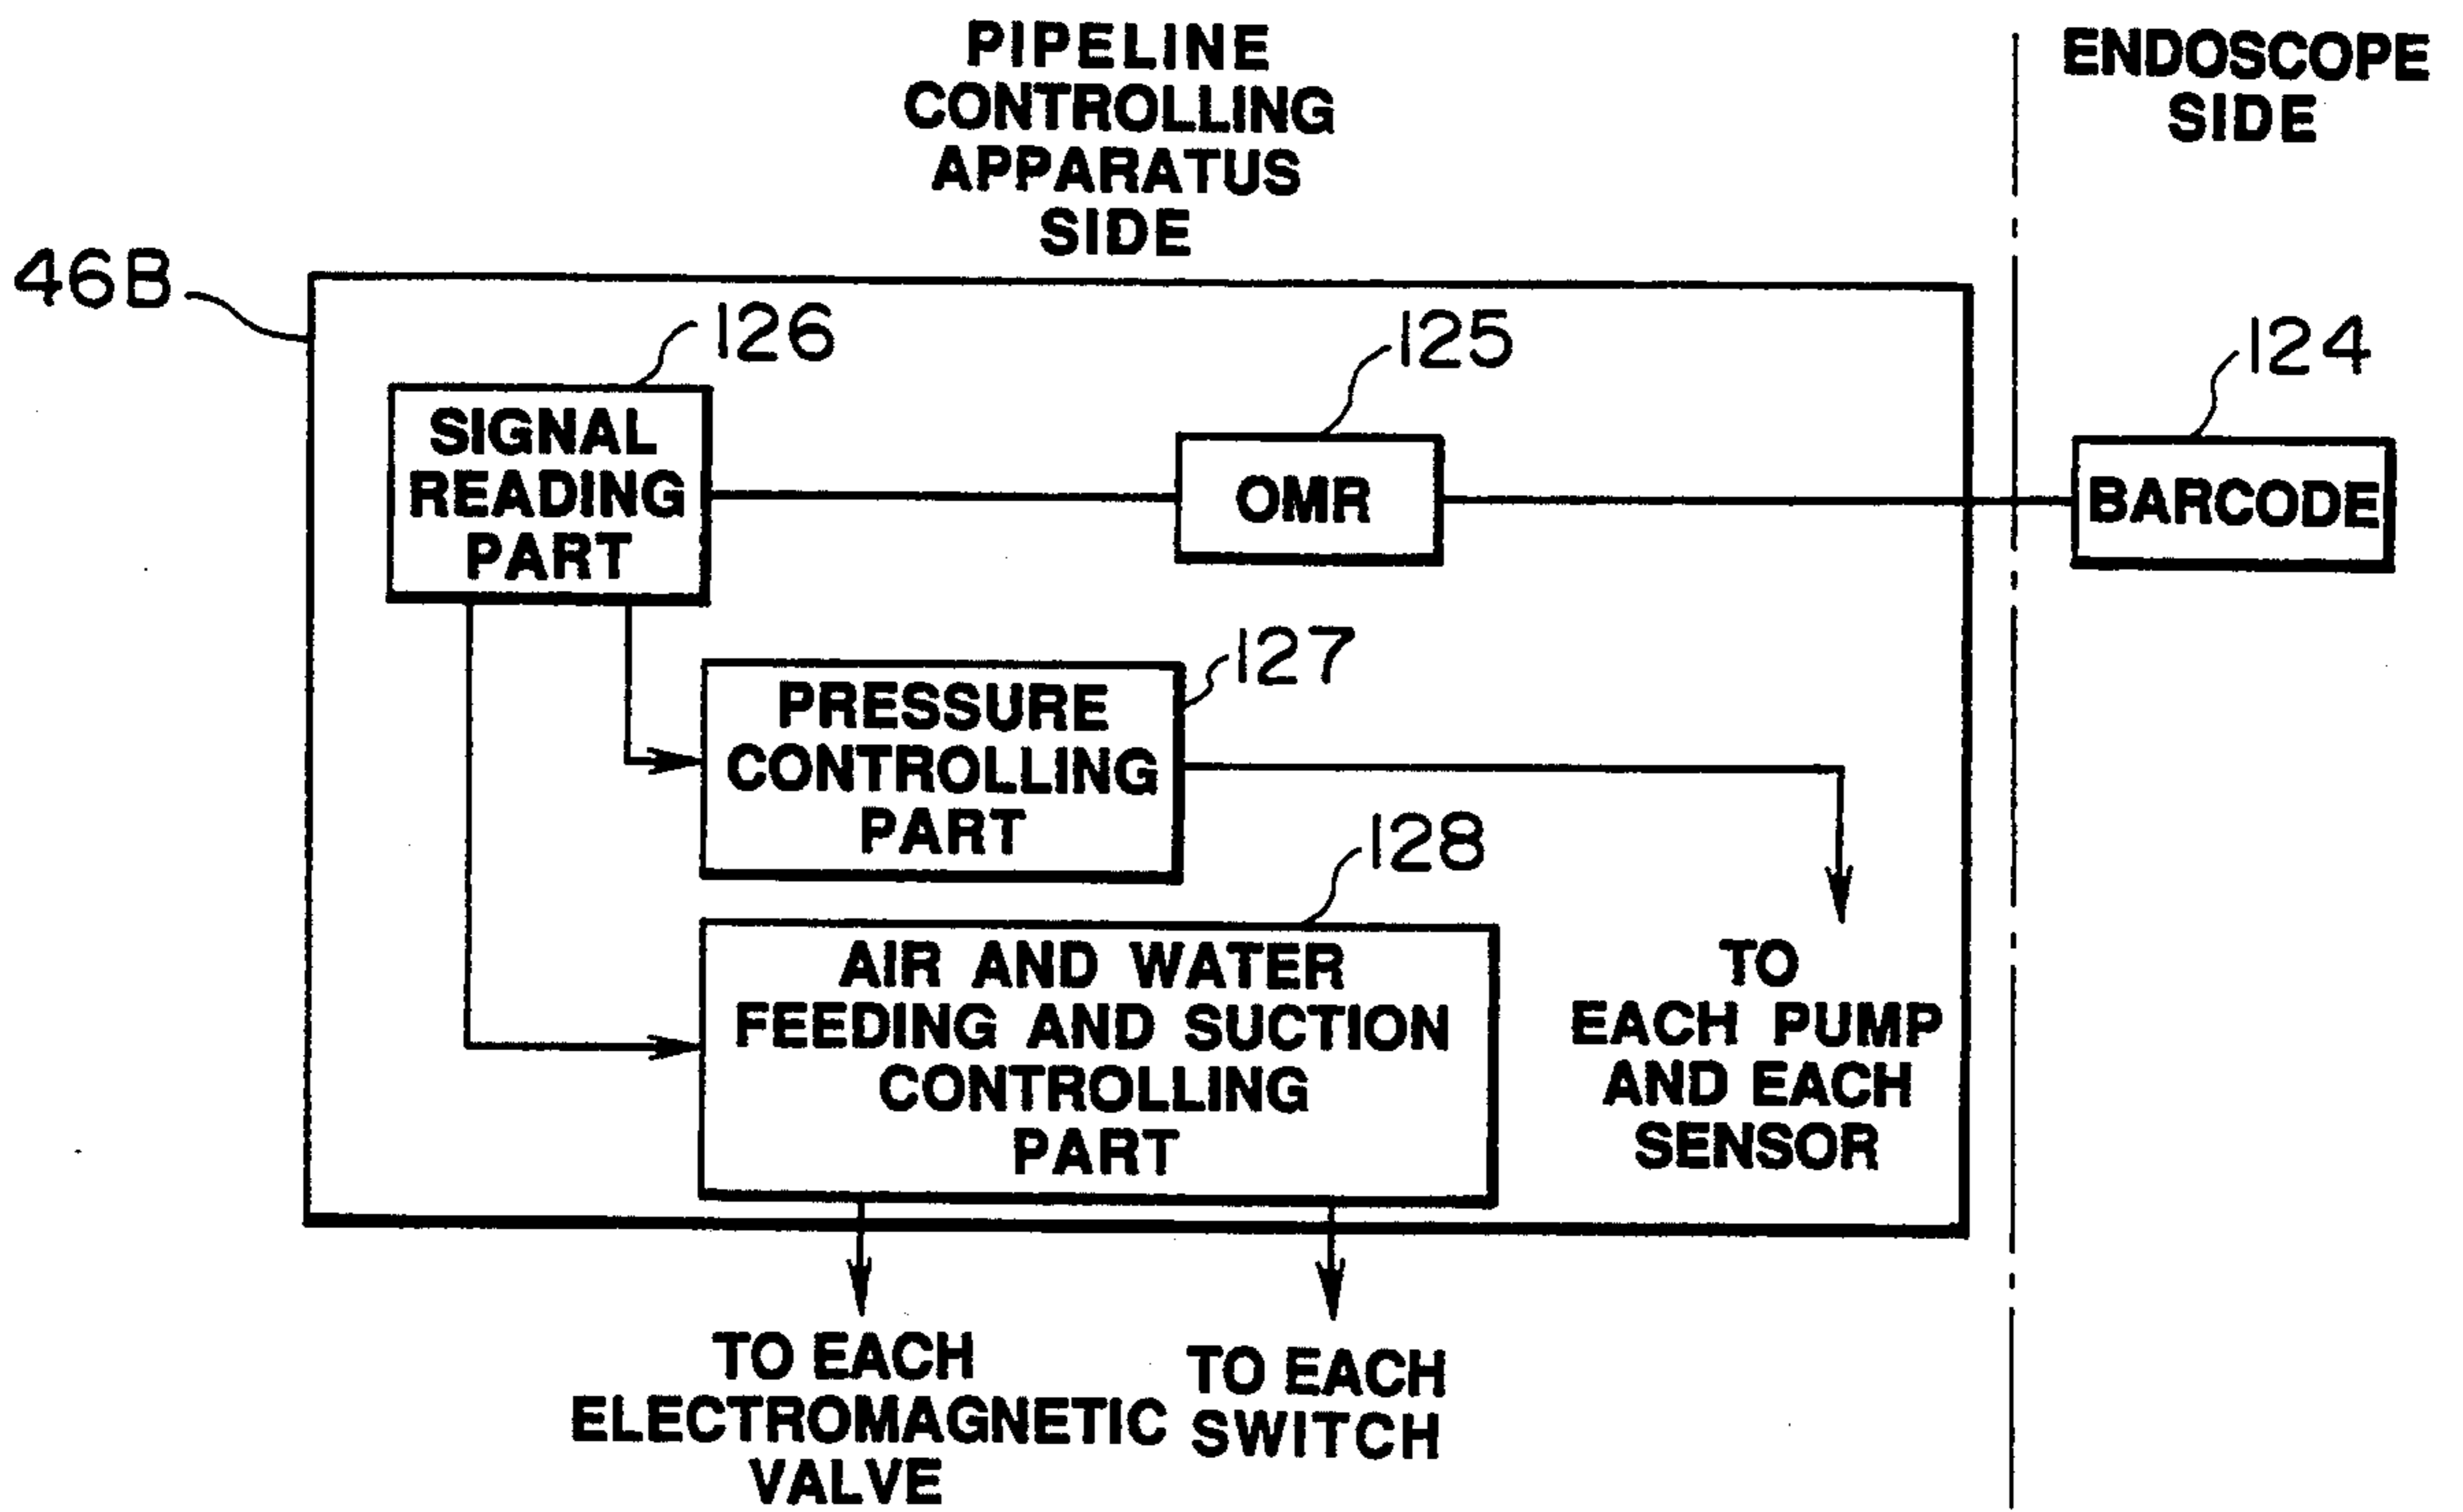 PIPELINE
CONTROLLING
APPARATUS
SIDE
ENDOSCOPE
SIDE
46B
126
125
124
SIGNAL
READING
PART
OMR
BARCODE
127
PRESSURE
CONTROLLING
PART
128
AIR AND WATER
FEEDING AND SUCTION
CONTROLLING
PART
TO
EACH PUMP
AND EACH
SENSOR
TO EACH
ELECTROMAGNETIC
VALVE
TO EACH
SWITCH